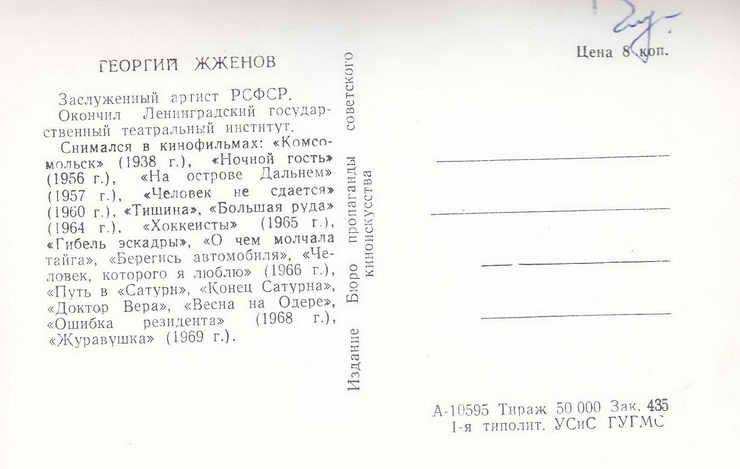 ГЕОРГИЙ ЖЖЕНОВ
Заслуженный артист РСФСР.
Окончил Ленинградский государ-
ственный театральный институт.
Снимался в кинофильмах: «Комсо-
мольск» (1938 г.), «Ночной гость»
(1956 г.), «На острове Дальнем»
(1957 г.), «Человек не сдается»
(1960 г.), «Тишина», «Большая руда»
(1964 г.), «Хоккеисты» (1965 г.),
«Гибель эскадры», «О чем молчала
тайга», «Берегись автомобиля», «Че-
ловек, которого я люблю» (1966 г.),
«Путь в «Сатурн», «Конец Сатурна»,
«Доктор Вера», «Весна на Одере»,
«Ошибка резидента» (1968 г.),
«Журавушка» (1969 г.).
Издание Бюро пропаганды советского
киноискусства
Цена 8 коп.
А-10595 Тираж 50 000 Зак. 435
1-я типолит. УСиС ГУГМС